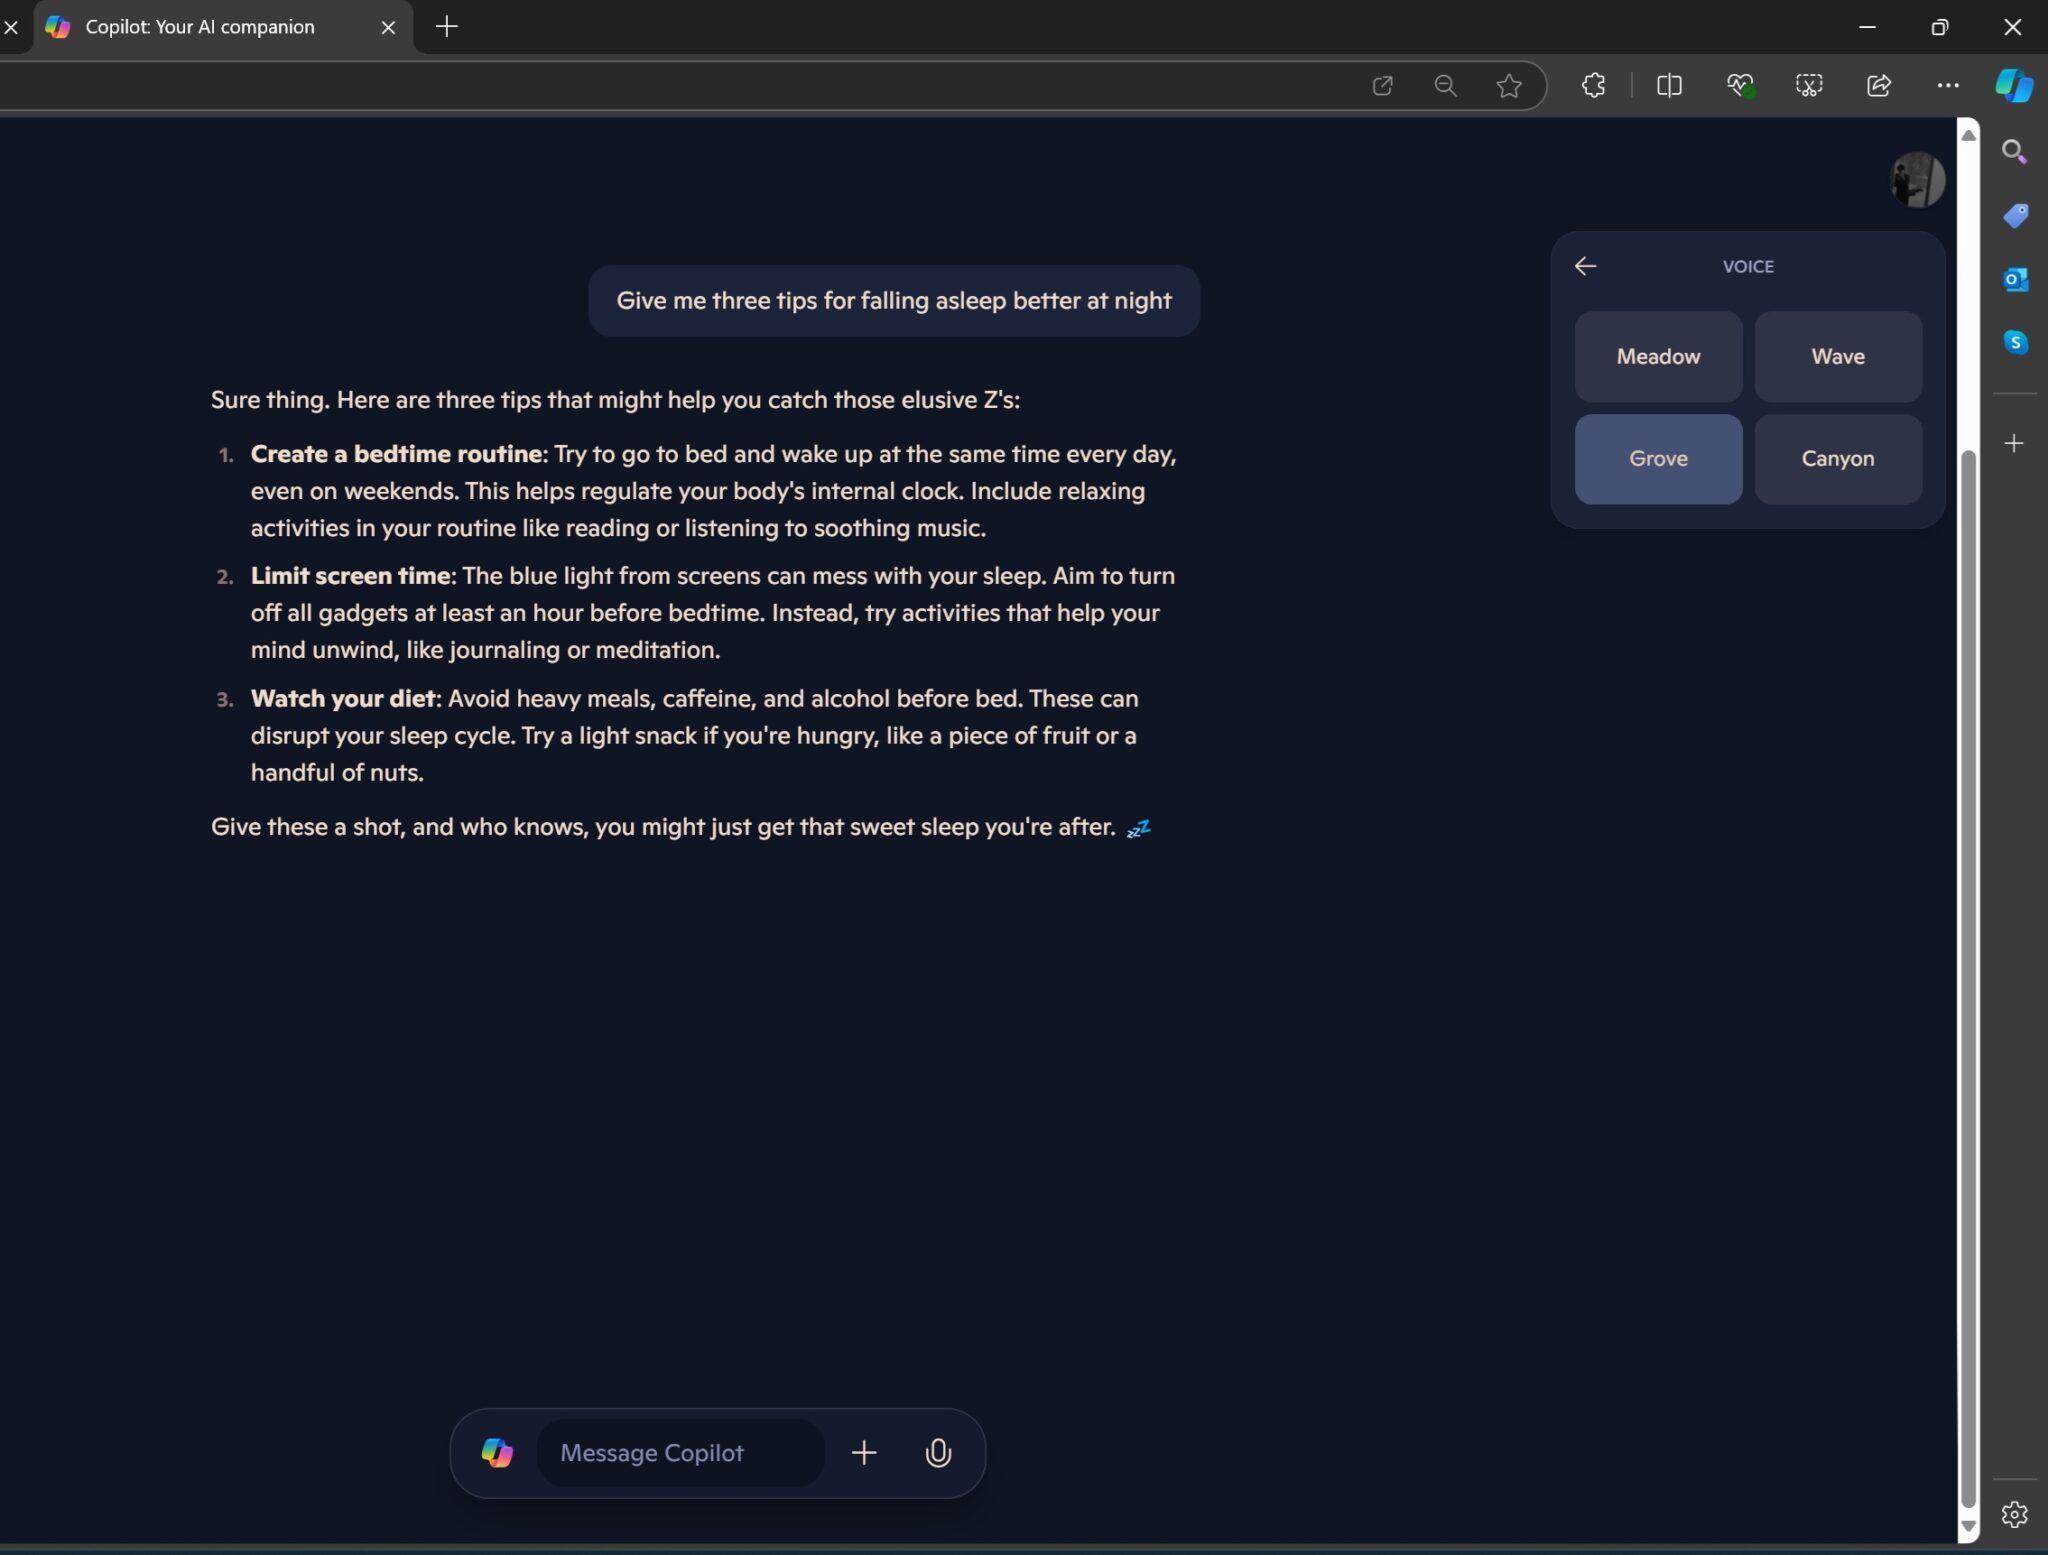 Copilot: Your AI companion
Give me three tips for falling asleep better at night
VOICE
Meadow
Wave
Grove
Canyon
Sure thing. Here are three tips that might help you catch those elusive Z's:
1. Create a bedtime routine: Try to go to bed and wake up at the same time every day,
even on weekends. This helps regulate your body's internal clock. Include relaxing
activities in your routine like reading or listening to soothing music.
2. Limit screen time: The blue light from screens can mess with your sleep. Aim to turn
off all gadgets at least an hour before bedtime. Instead, try activities that help your
mind unwind, like journaling or meditation.
3. Watch your diet: Avoid heavy meals, caffeine, and alcohol before bed. These can
disrupt your sleep cycle. Try a light snack if you're hungry, like a piece of fruit or a
handful of nuts.
Give these a shot, and who knows, you might just get that sweet sleep you're after. 💤
Message Copilot